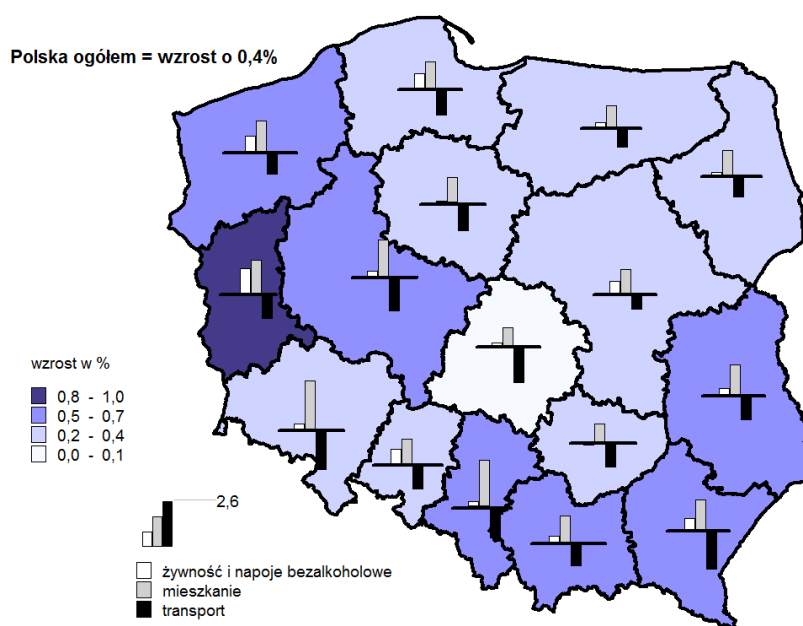 Polska ogółem = wzrost o 0,4%
wzrost w %
0,8 - 1,0
0,5 - 0,7
0,2 - 0,4
0,0 - 0,1
2,6
żywność i napoje bezalkoholowe
mieszkanie
transport